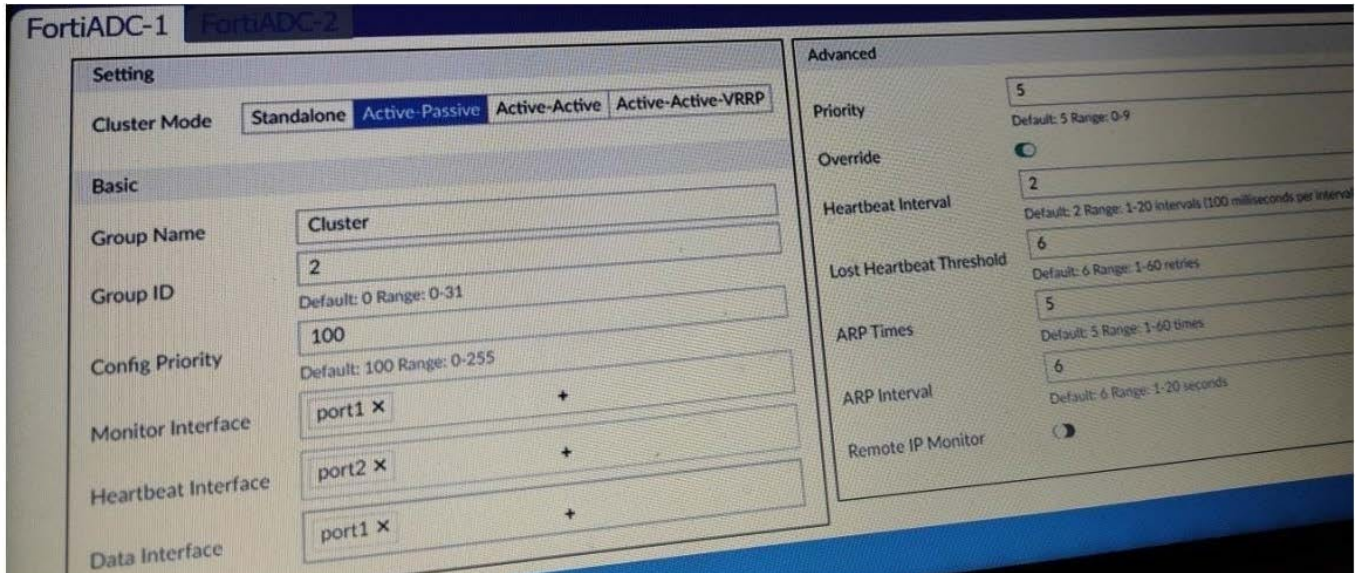 FortiADC-1 FortiADC-2
Setting
Cluster Mode Standalone Active-Passive Active-Active Active-Active-VRRP
Basic
Group Name Cluster
Group ID 2
Default: 0 Range: 0-31
Config Priority 100
Default: 100 Range: 0-255
Monitor Interface port1 × +
Heartbeat Interface port2 × +
Data Interface port1 × +
Advanced
Priority 5
Default: 5 Range: 0-9
Override
Heartbeat Interval 2
Default: 2 Range: 1-20 intervals (100 milliseconds per interval
Lost Heartbeat Threshold 6
Default: 6 Range: 1-60 retries
ARP Times 5
Default: 5 Range: 1-60 times
ARP Interval 6
Default: 6 Range: 1-20 seconds
Remote IP Monitor